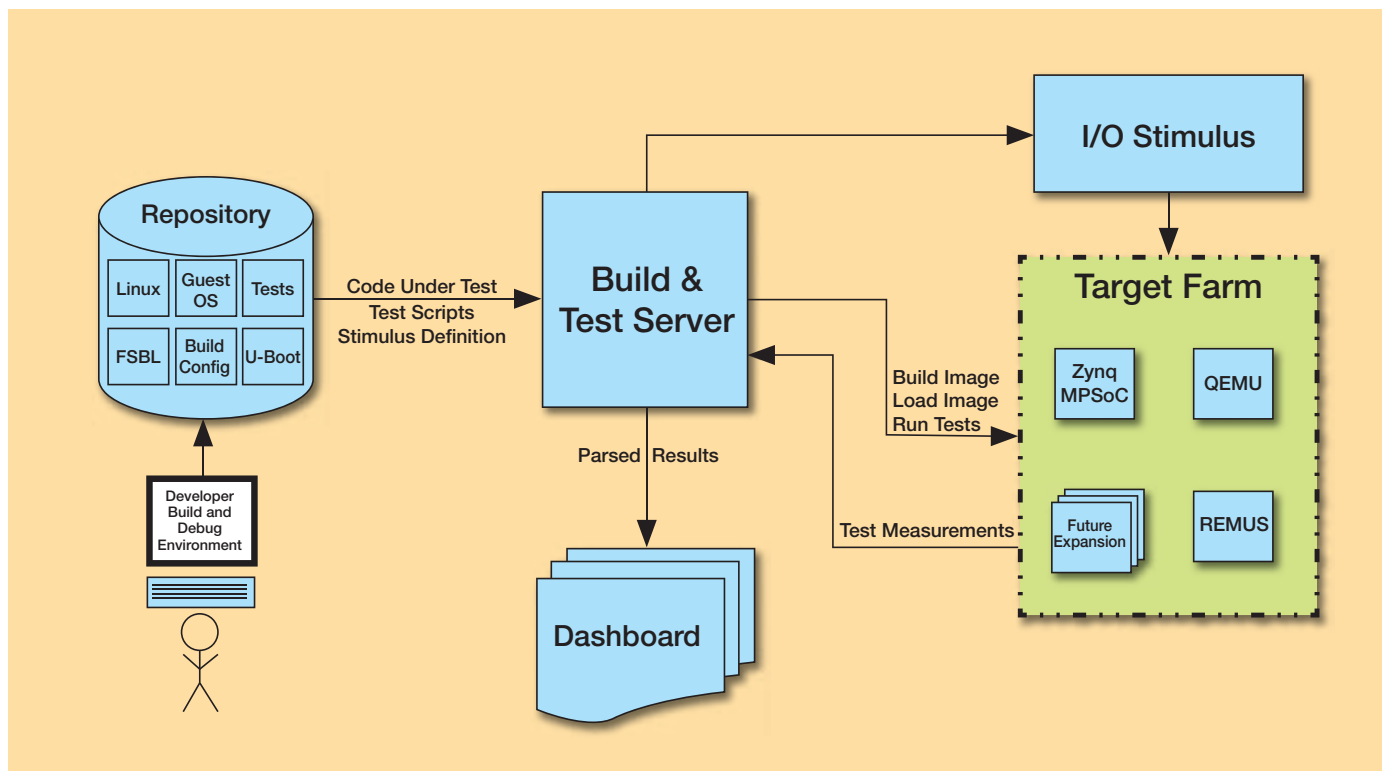 Repository
Linux
Guest
OS
Tests
FSBL
Build
Config
U-Boot
Developer
Build and
Debug
Environment
Code Under Test
Test Scripts
Stimulus Definition
Build &
Test Server
Parsed Results
Dashboard
I/O Stimulus
Build Image
Load Image
Run Tests
Test Measurements
Target Farm
Zynq
MPSoC
QEMU
Future
Expansion
REMUS